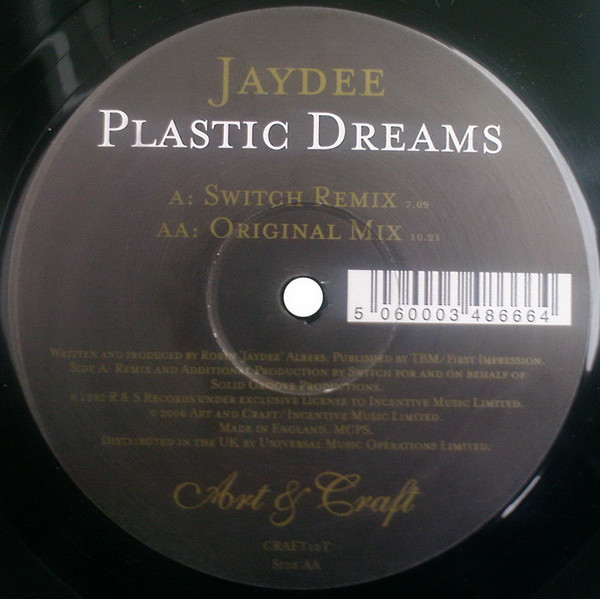 JAYDEE
PLASTIC DREAMS
A: SWITCH REMIX 7.09
AA: ORIGINAL MIX 10.21
5 060003 486664
WRITTEN AND PRODUCED BY ROBIN 'JAYDEE' ALBERS. PUBLISHED BY TBM/FIRST IMPRESSION.
SIDE A: REMIX AND ADDITIONAL PRODUCTION BY SWITCH FOR AND ON BEHALF OF
SOLID GROOVE PRODUCTIONS.
℗ 1992 R & S RECORDS UNDER EXCLUSIVE LICENSE TO INCENTIVE MUSIC LIMITED.
© 2006 ART AND CRAFT/INCENTIVE MUSIC LIMITED.
MADE IN ENGLAND. MCPS.
DISTRIBUTED IN THE UK BY UNIVERSAL MUSIC OPERATIONS LIMITED.
Art & Craft
SIDE AA